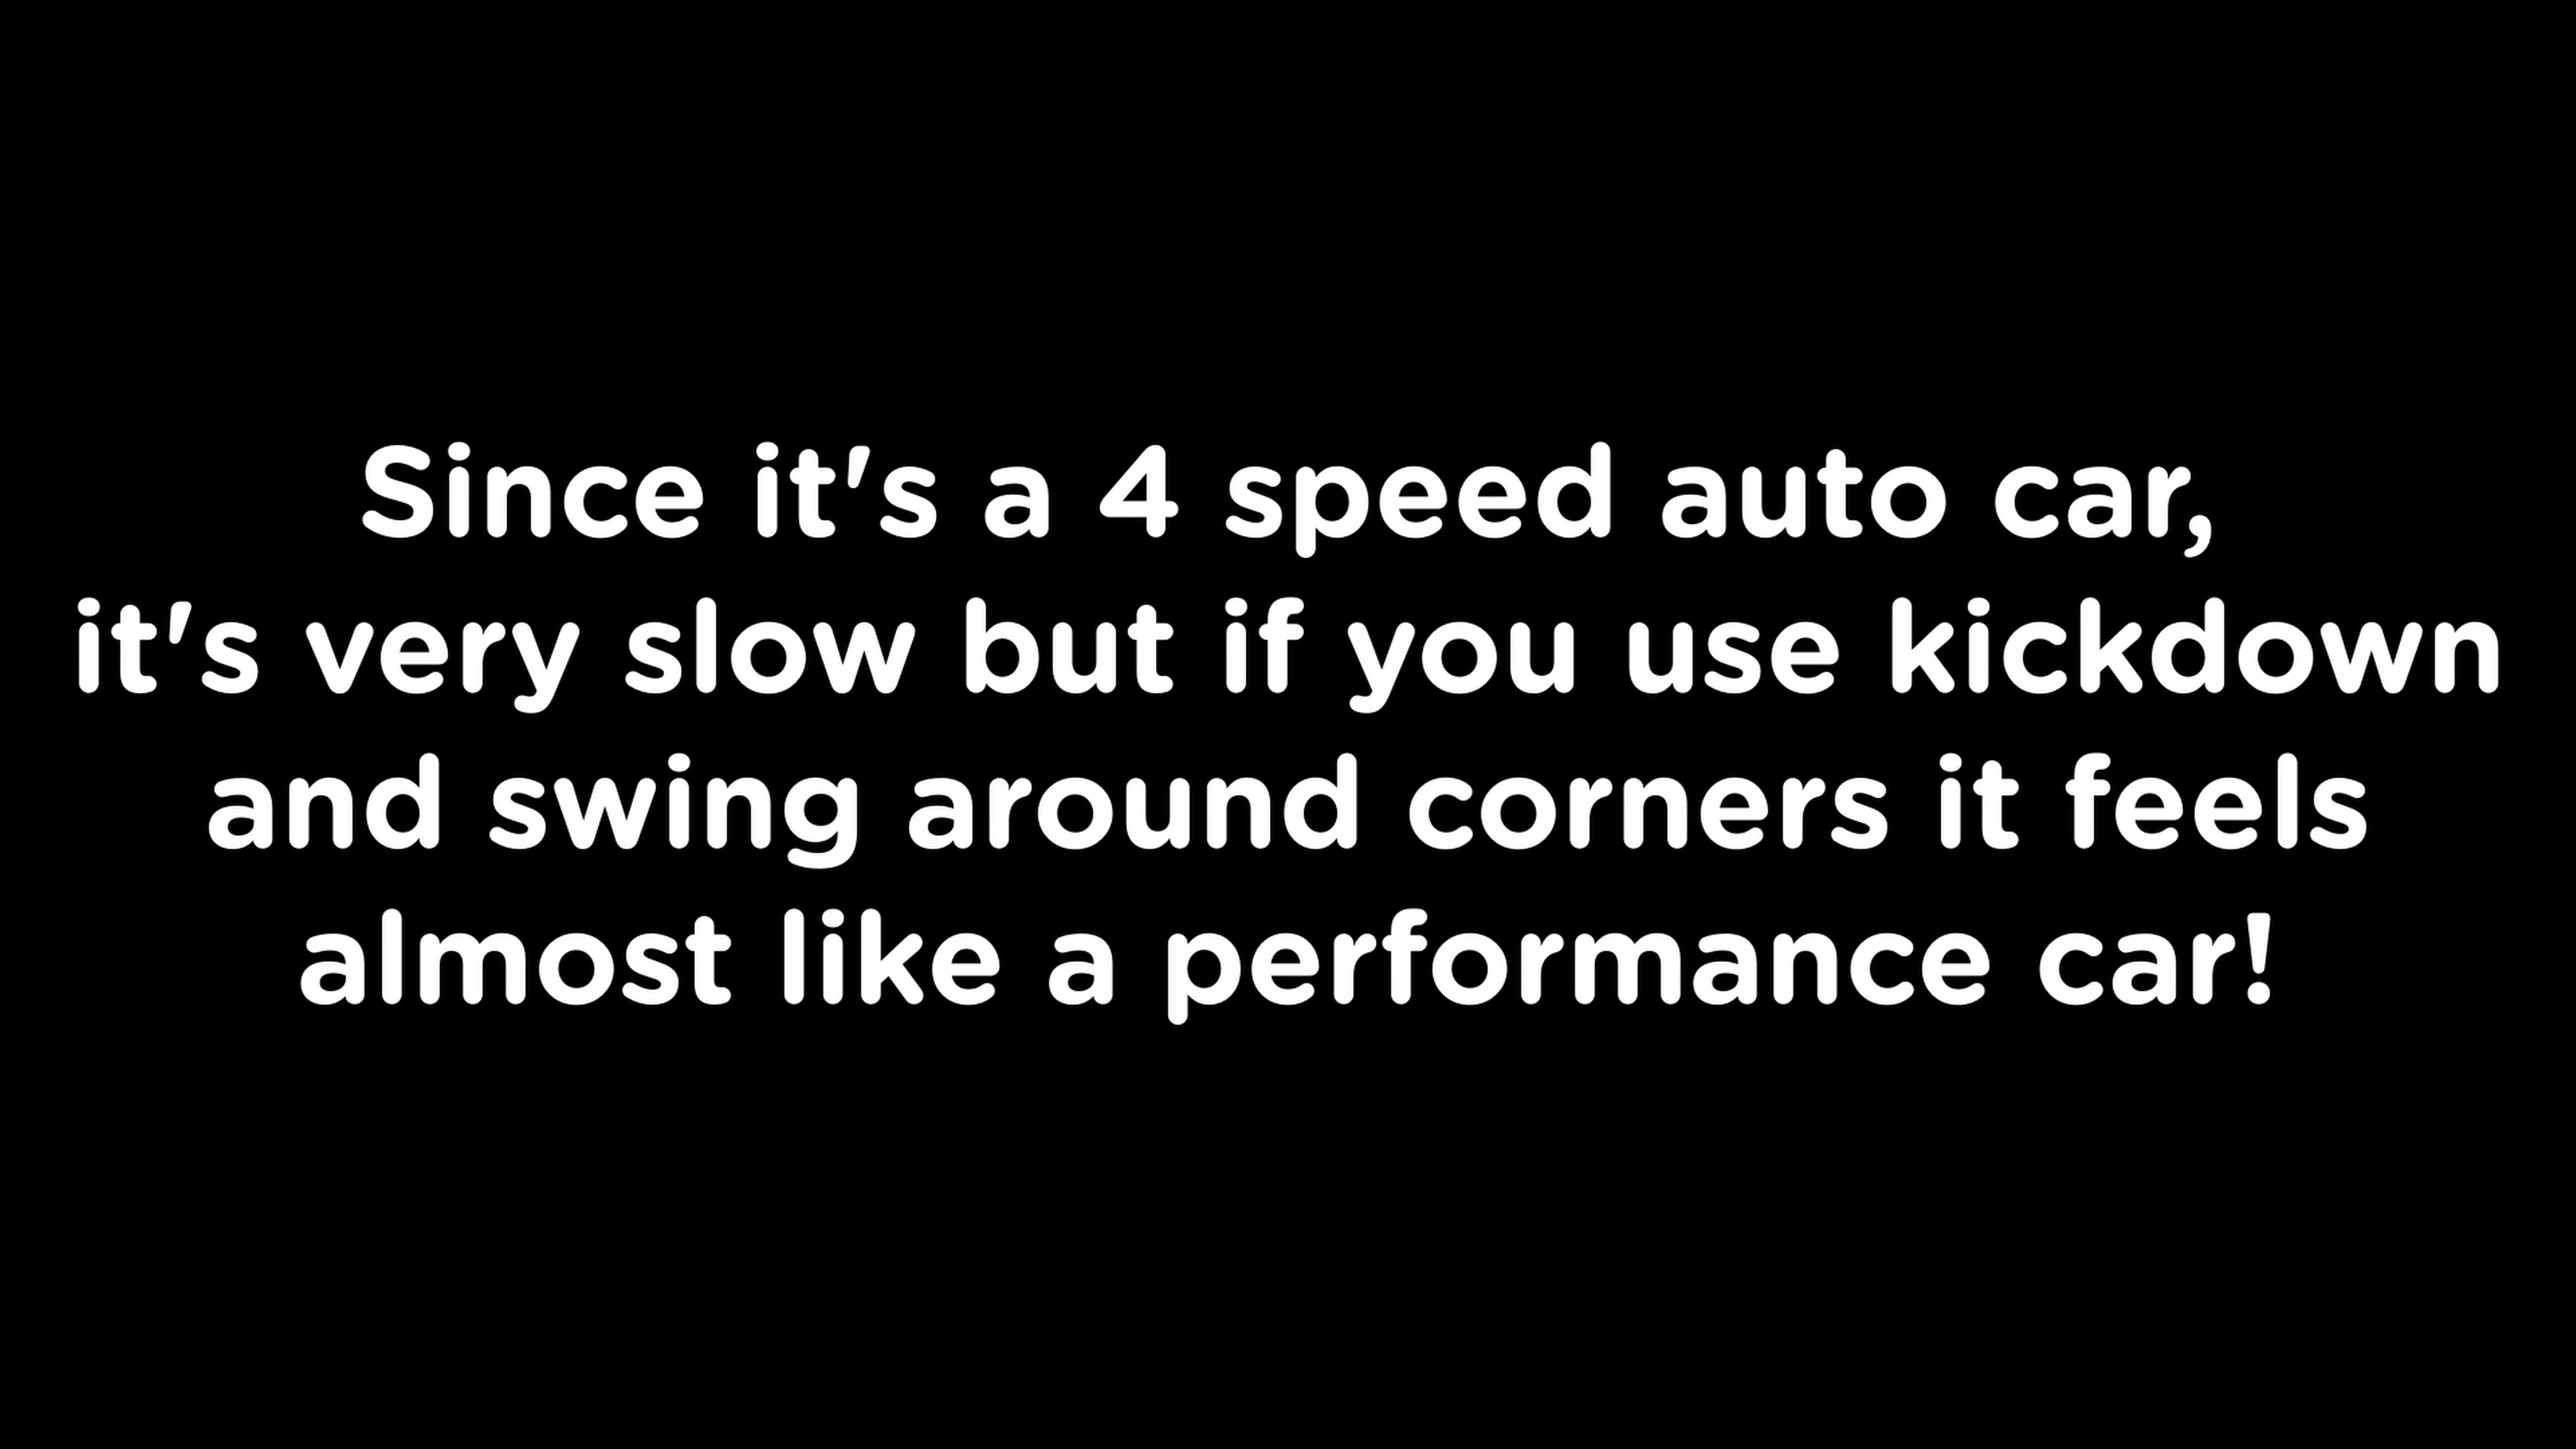 Since it's a 4 speed auto car,
it's very slow but if you use kickdown
and swing around corners it feels
almost like a performance car!